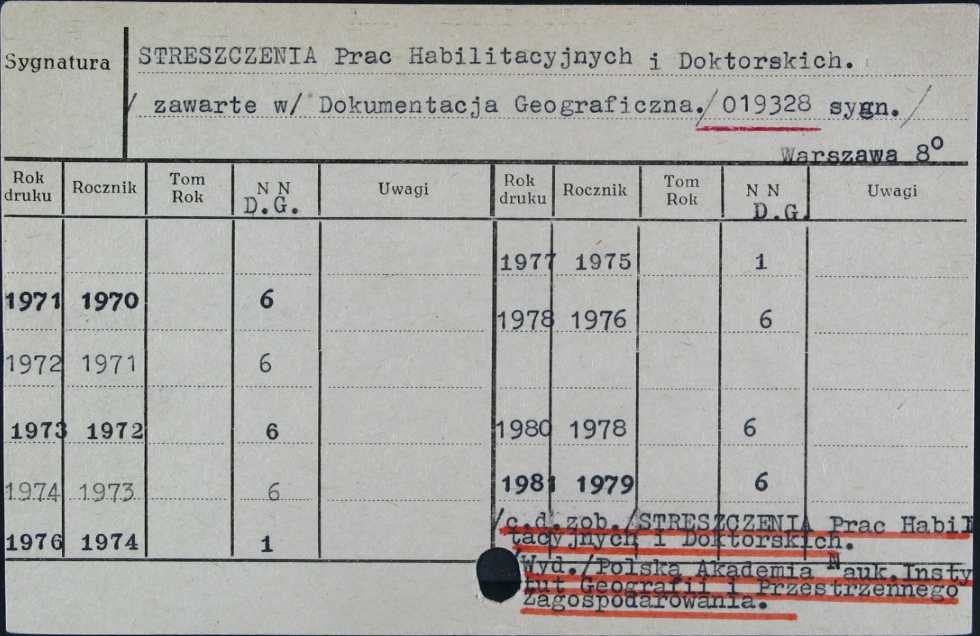 Sygnatura
STRESZCZENIA Prac Habilitacyjnych i Doktorskich.
/ zawarte w/ Dokumentacja Geograficzna./019328 sygn./
Warszawa 8⁰
Rok druku Rocznik Tom Rok N N D.G. Uwagi
1971 1970 6
1972 1971 6
1973 1972 6
1974 1973 6
1976 1974 1
Rok druku Rocznik Tom Rok N N D.G. Uwagi
1977 1975 1
1978 1976 6
1980 1978 6
1981 1979 6
/c.d.zob./STRESZCZENIA Prac Habili
tacyjnych i Doktorskich.
/Wyd./Polska Akademia Nauk.Insty
tut Geografii i Przestrzennego
Zagospodarowania.